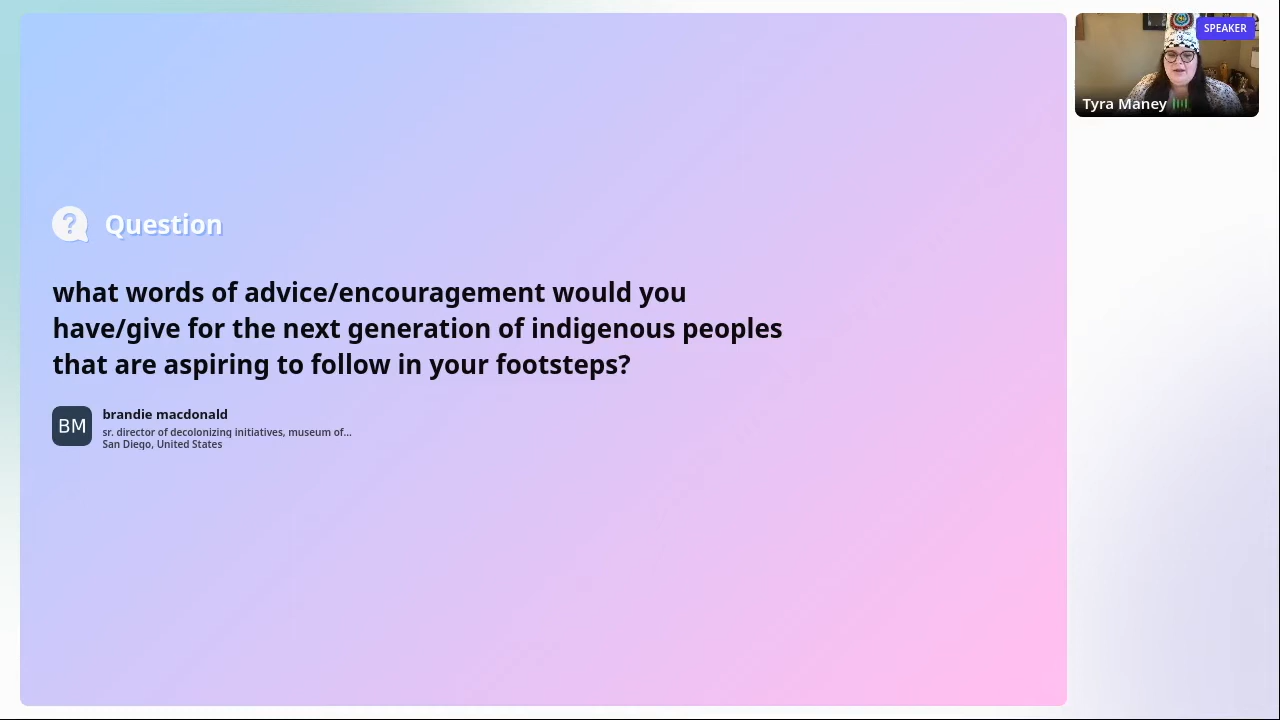 SPEAKER
Tyra Maney
Question
what words of advice/encouragement would you
have/give for the next generation of indigenous peoples
that are aspiring to follow in your footsteps?
BM
brandie macdonald
sr. director of decolonizing initiatives, museum of...
San Diego, United States